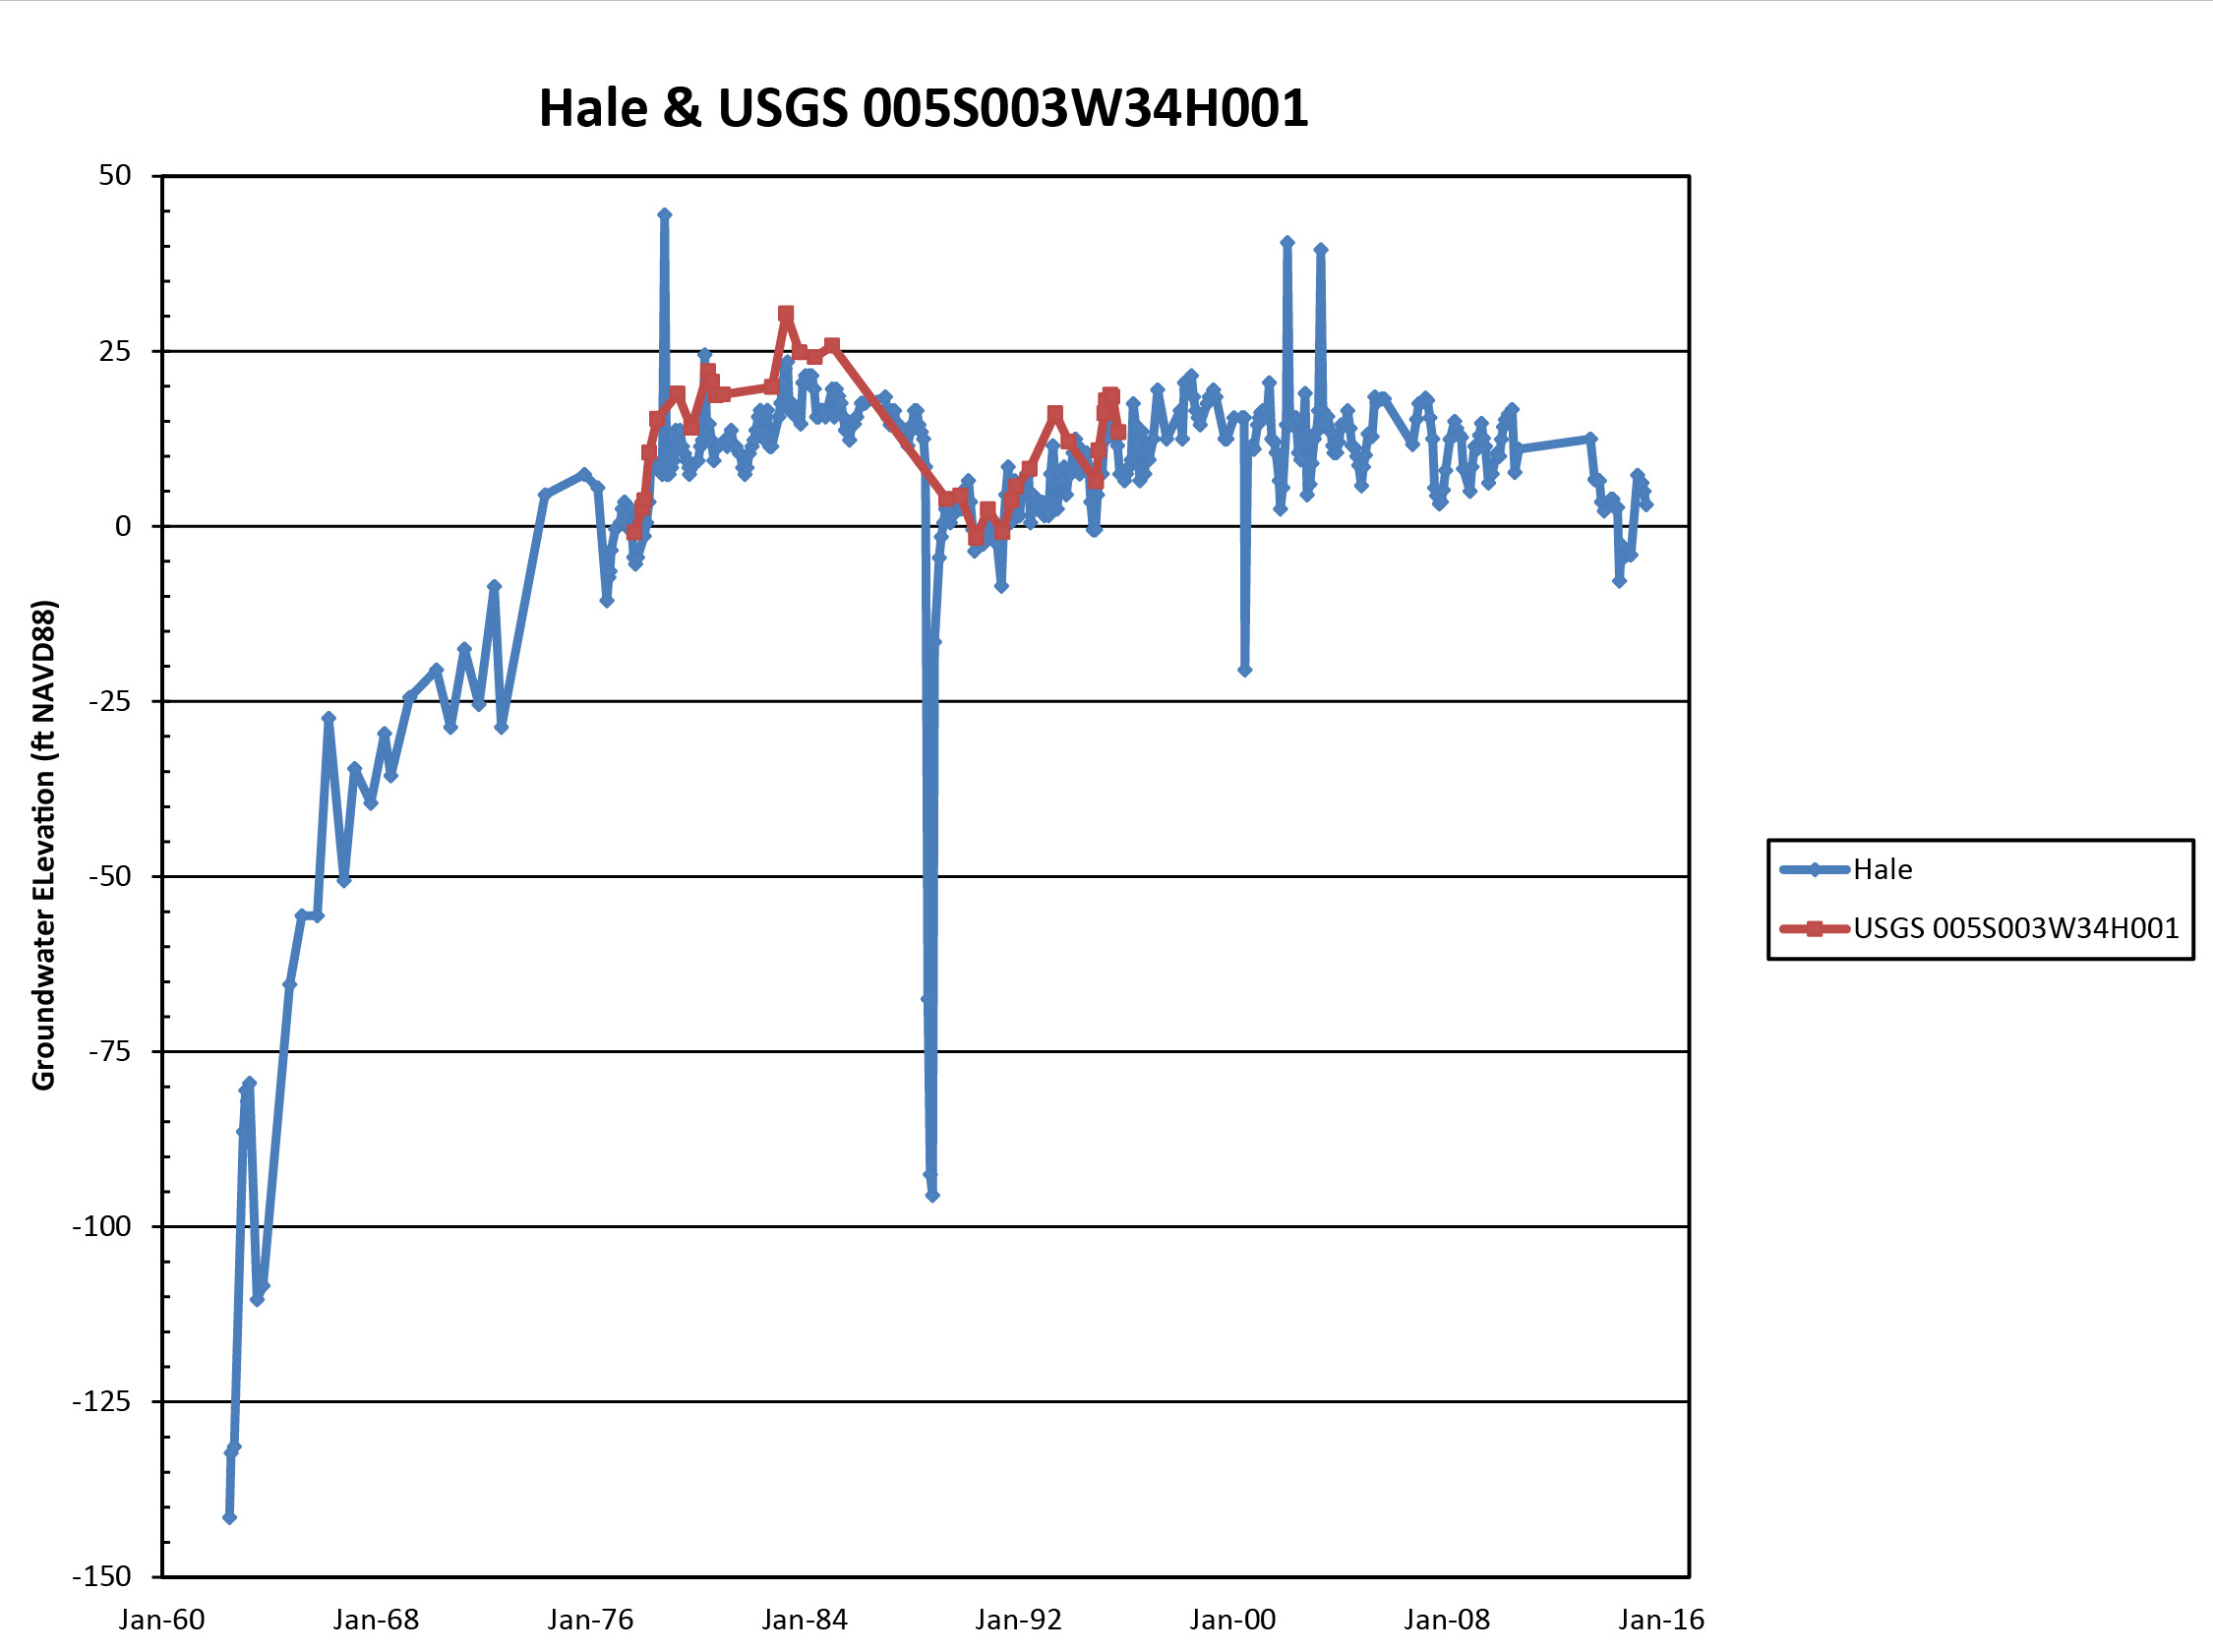 Hale & USGS 005S003W34H001
50
25
0
-25
-50
-75
-100
-125
-150
Groundwater ELevation (ft NAVD88)
Jan-60 Jan-68 Jan-76 Jan-84 Jan-92 Jan-00 Jan-08 Jan-16
Hale
USGS 005S003W34H001